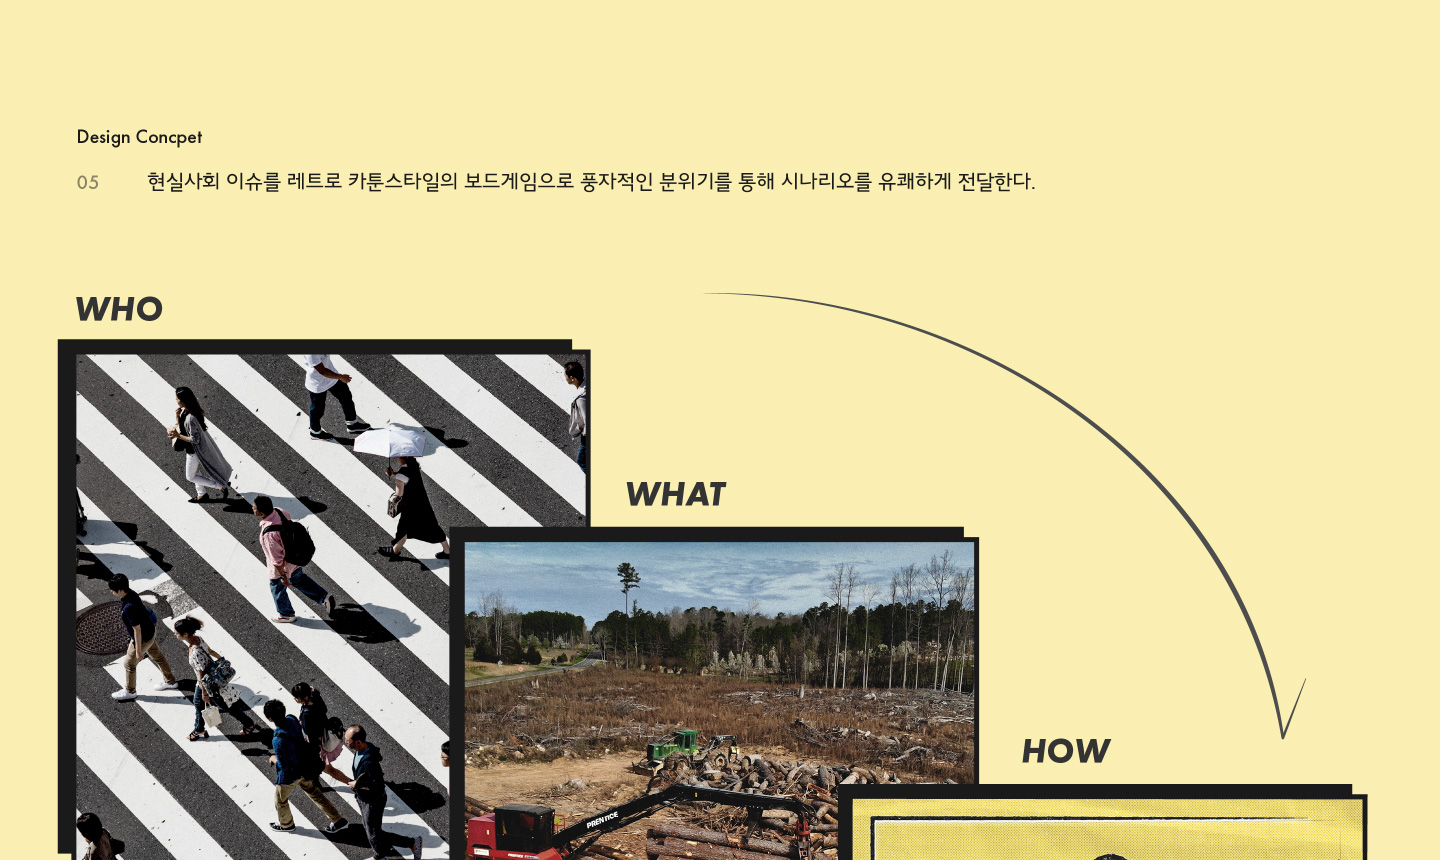 Design Concpet
05 현실사회 이슈를 레트로 카툰스타일의 보드게임으로 풍자적인 분위기를 통해 시나리오를 유쾌하게 전달한다.
WHO
WHAT
HOW
PRENTICE